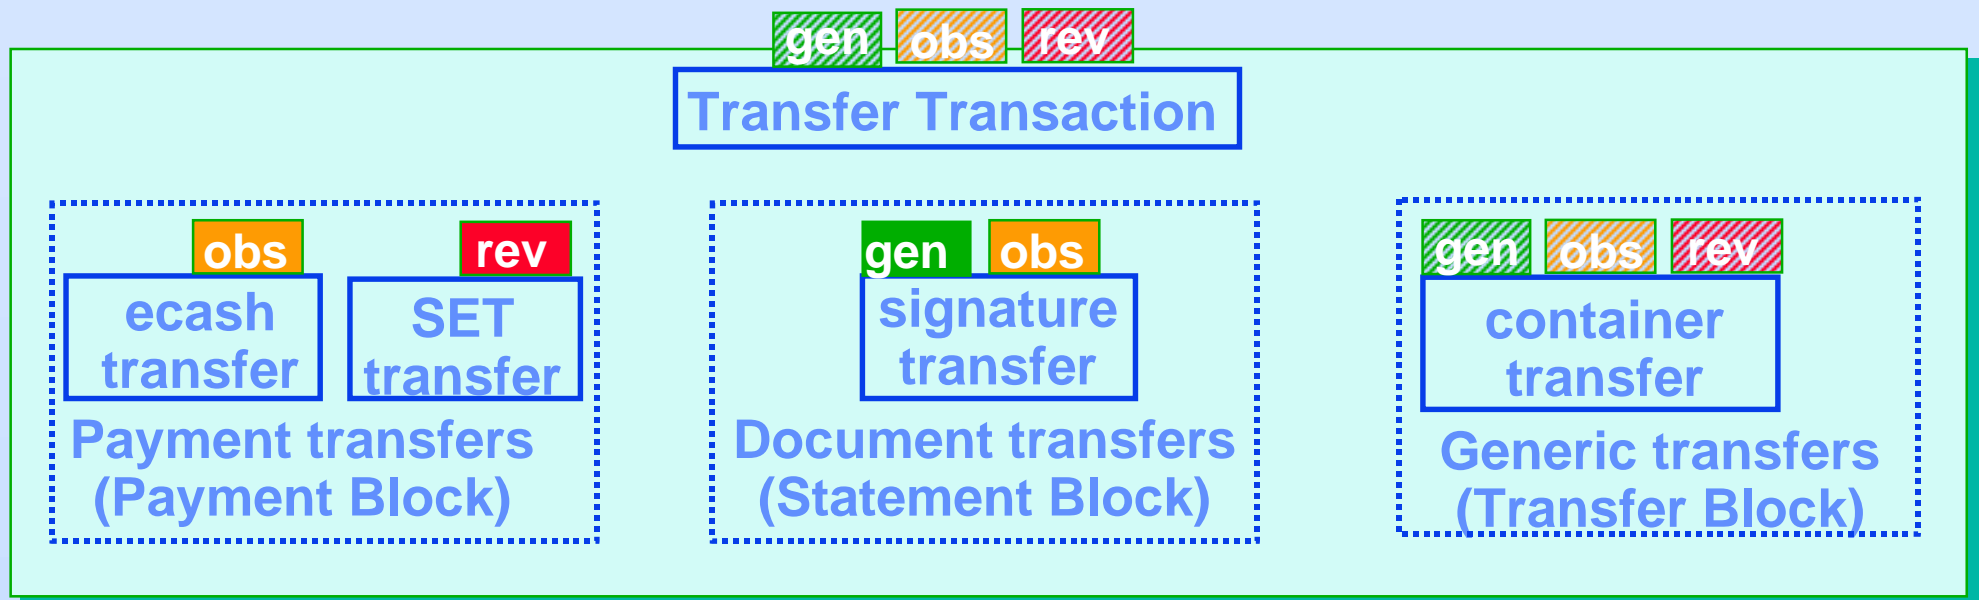 gen obs rev
Transfer Transaction
obs
ecash
transfer
rev
SET
transfer
Payment transfers
(Payment Block)
gen obs
signature
transfer
Document transfers
(Statement Block)
gen obs rev
container
transfer
Generic transfers
(Transfer Block)